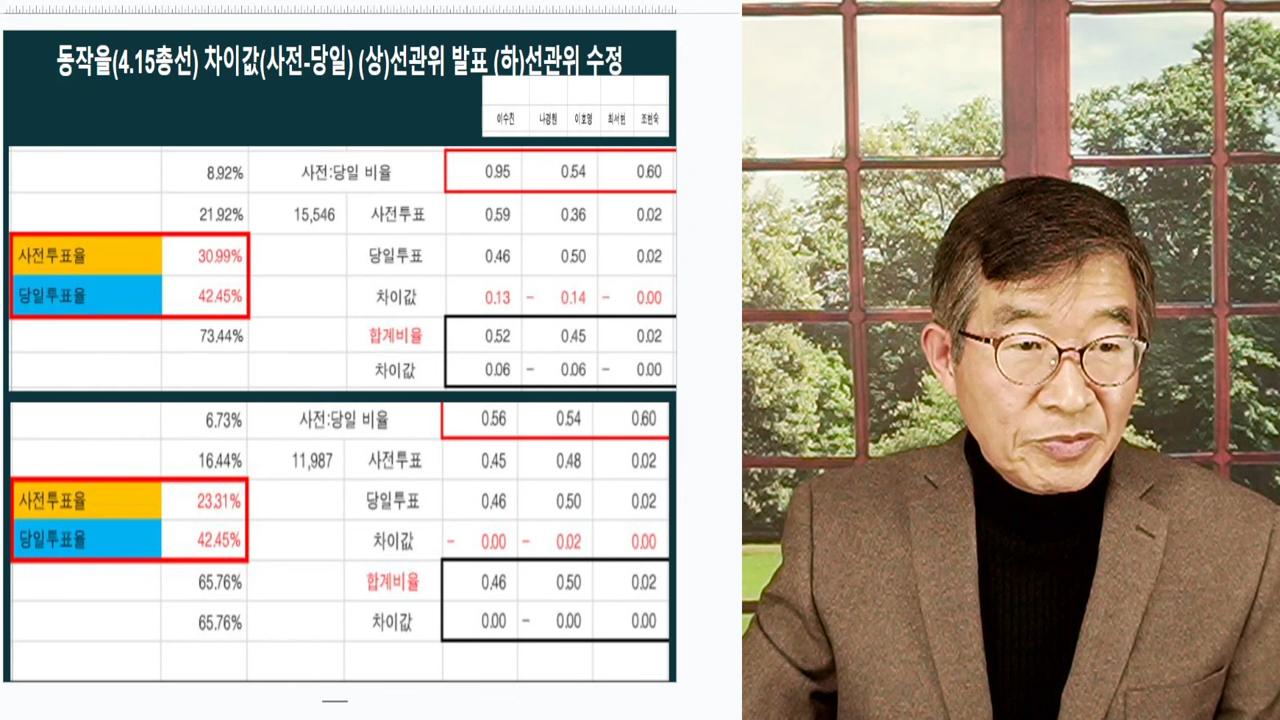 동작을(4.15총선) 차이값(사전-당일) (상)선관위 발표 (하)선관위 수정
이수진 나경원 이호영 최서현 조현숙
8.92% 사전:당일 비율 0.95 0.54 0.60
21.92% 15,546 사전투표 0.59 0.36 0.02
사전투표율 30.99% 당일투표 0.46 0.50 0.02
당일투표율 42.45% 차이값 0.13 - 0.14 - 0.00
73.44% 합계비율 0.52 0.45 0.02
차이값 0.06 - 0.06 - 0.00
6.73% 사전:당일 비율 0.56 0.54 0.60
16.44% 11,987 사전투표 0.45 0.48 0.02
사전투표율 23.31% 당일투표 0.46 0.50 0.02
당일투표율 42.45% 차이값 - 0.00 - 0.02 0.00
65.76% 합계비율 0.46 0.50 0.02
65.76% 차이값 0.00 - 0.00 0.00